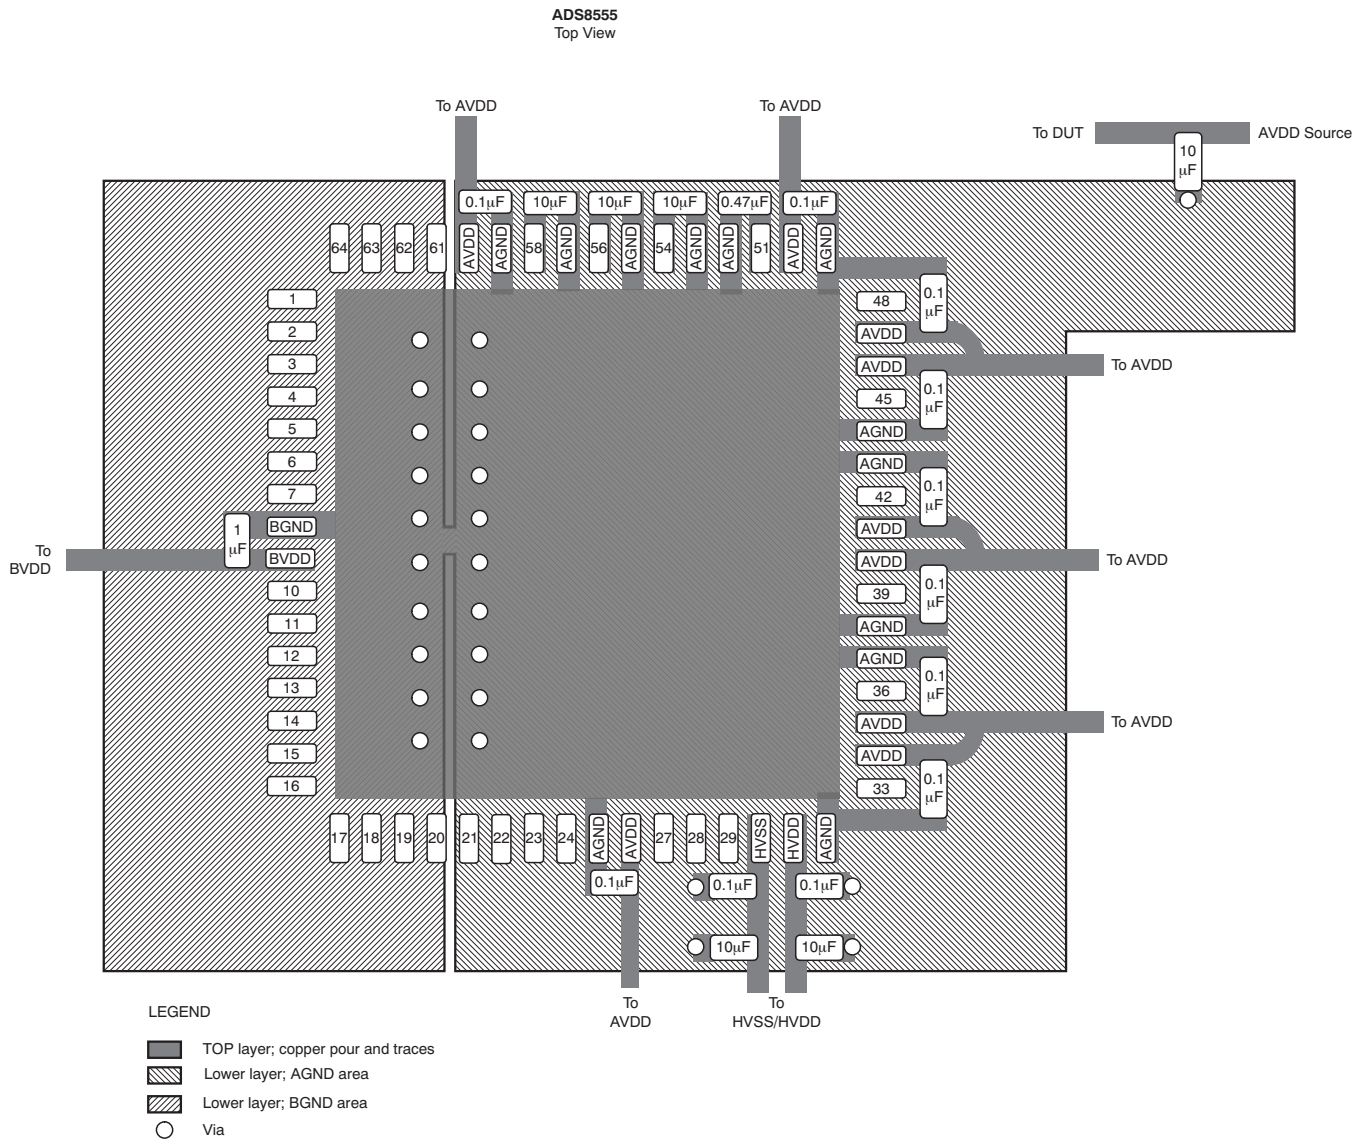 ADS8555
Top View
To AVDD
To AVDD
To DUT
AVDD Source
10
μF
0.1μF
10μF
10μF
10μF
0.47μF
0.1μF
64
63
62
61
AVDD
AGND
58
AGND
56
AGND
54
AGND
AGND
51
AVDD
AGND
1
2
3
4
5
6
7
BGND
BVDD
10
11
12
13
14
15
16
1
μF
To
BVDD
48
AVDD
AVDD
45
AGND
AGND
42
AVDD
AVDD
39
AGND
AGND
36
AVDD
AVDD
33
0.1
μF
0.1
μF
0.1
μF
0.1
μF
0.1
μF
0.1
μF
To AVDD
To AVDD
To AVDD
17
18
19
20
21
22
23
24
AGND
AVDD
27
28
29
HVSS
HVDD
AGND
0.1μF
0.1μF
0.1μF
10μF
10μF
To
AVDD
To
HVSS/HVDD
LEGEND
TOP layer; copper pour and traces
Lower layer; AGND area
Lower layer; BGND area
Via